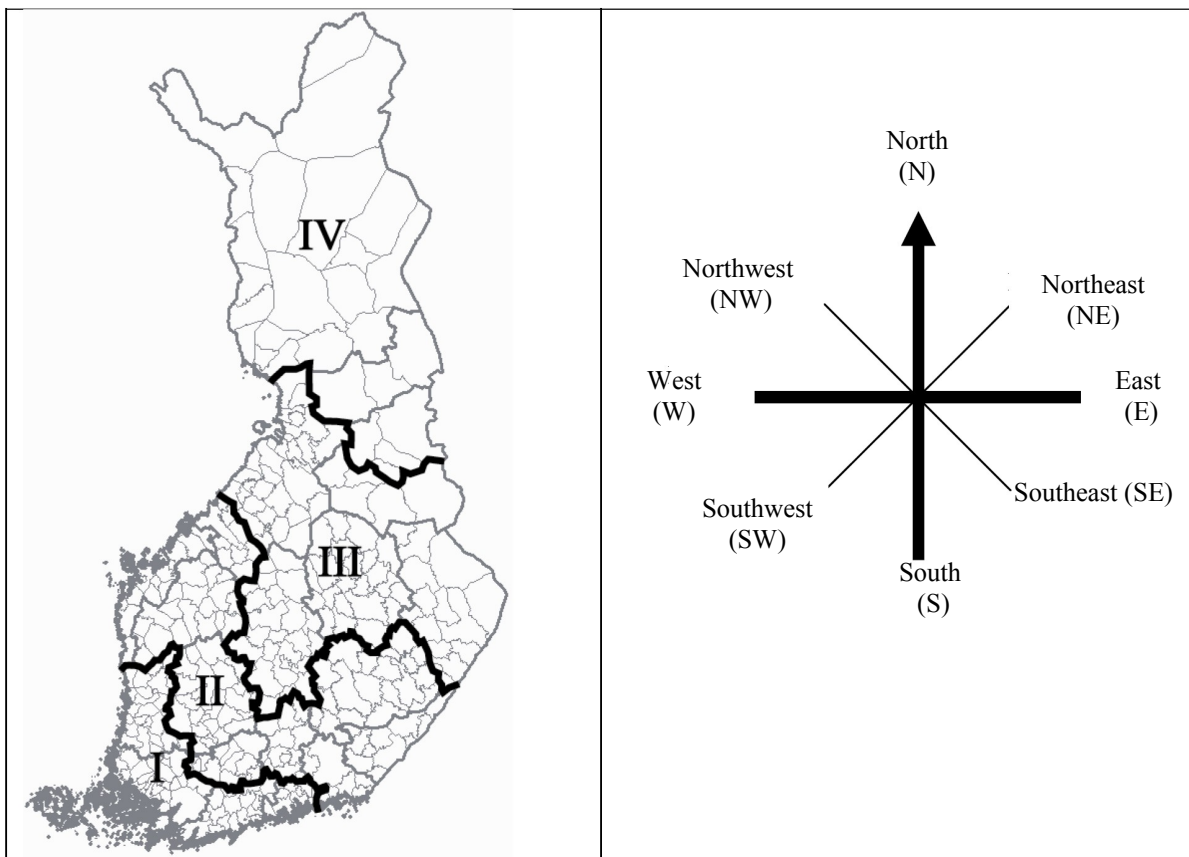 IV
III
II
I
North
(N)
Northwest
(NW)
Northeast
(NE)
West
(W)
East
(E)
Southwest
(SW)
Southeast (SE)
South
(S)